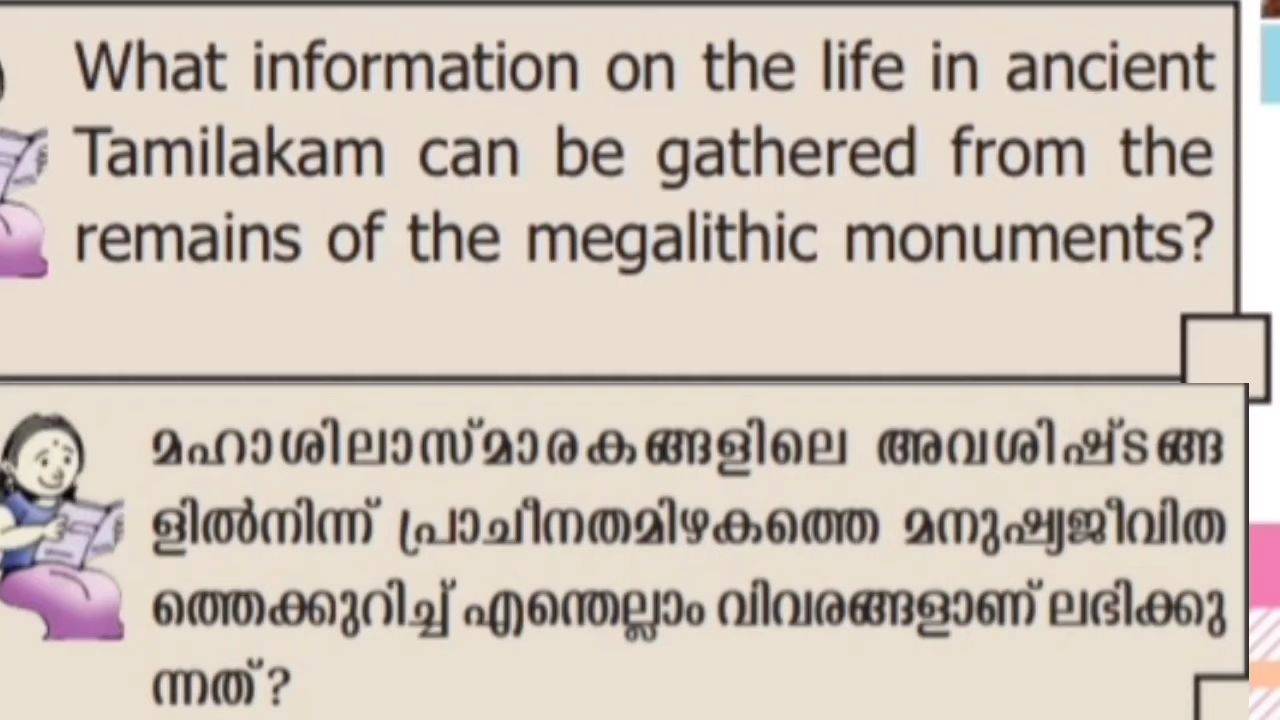 What information on the life in ancient
Tamilakam can be gathered from the
remains of the megalithic monuments?
മഹാശിലാസ്മാരകങ്ങളിലെ അവശിഷ്ടങ്ങ
ളിൽനിന്ന് പ്രാചീനതമിഴകത്തെ മനുഷ്യജീവിത
ത്തെക്കുറിച്ച് എന്തെല്ലാം വിവരങ്ങളാണ് ലഭിക്കു
ന്നത്?